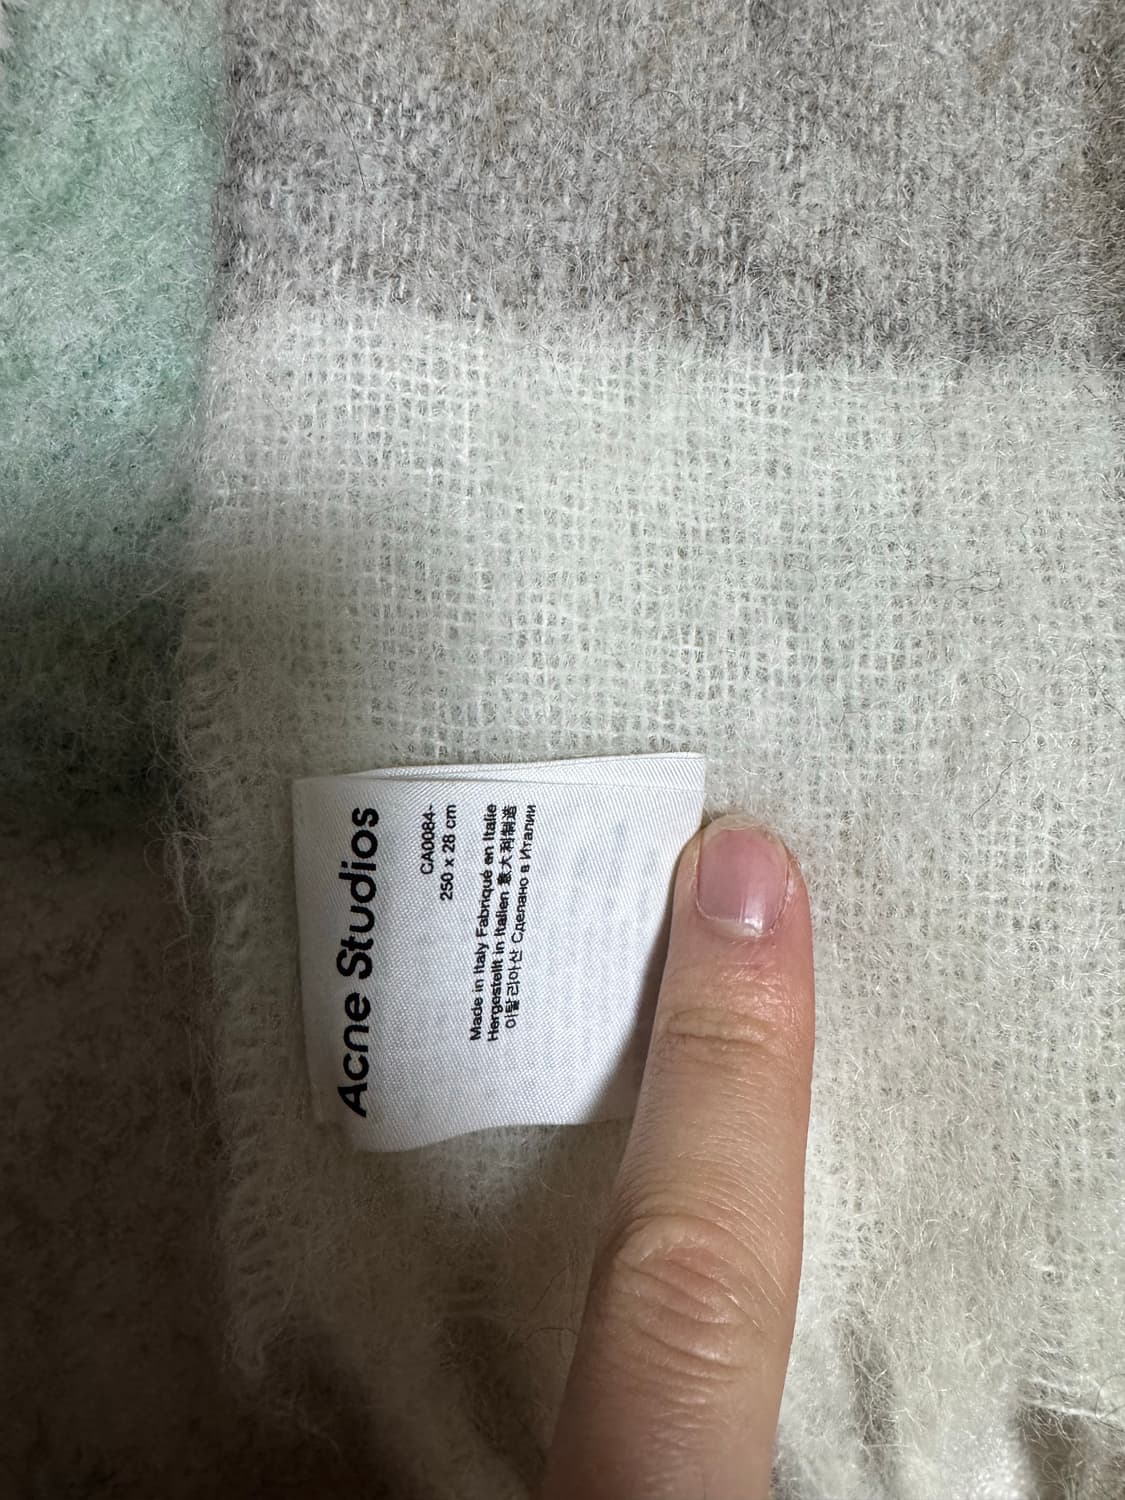 Acne Studios
CA0084-
250 x 28 cm
Made in Italy Fabriqué en Italie
Hergestellt in Italien 意大利制造
이탈리아산 Сделано в Италии